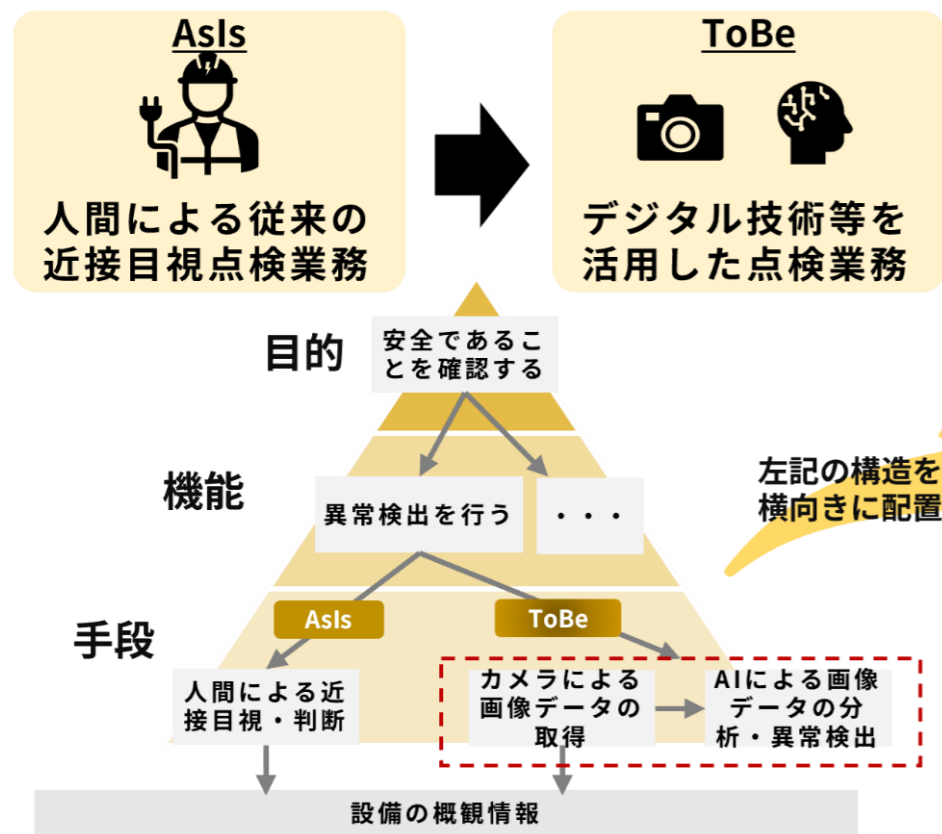 AsIs
人間による従来の
近接目視点検業務
ToBe
デジタル技術等を
活用した点検業務
目的
安全であるこ
とを確認する
機能
異常検出を行う
・・・
左記の構造を
横向きに配置
手段
AsIs
ToBe
人間による近
接目視・判断
カメラによる
画像データの
取得
AIによる画像
データの分
析・異常検出
設備の概観情報